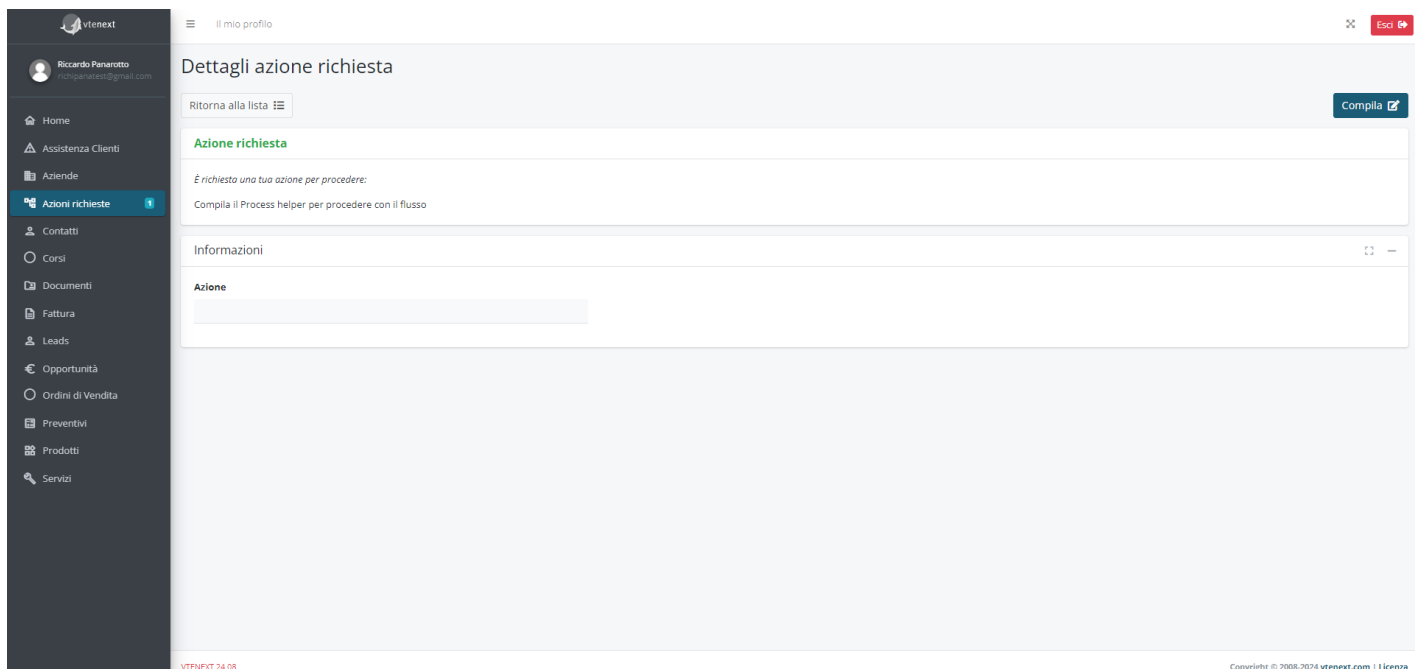 vtenext
Il mio profilo
Esci
Riccardo Panarotto
richipanatest@gmail.com
Dettagli azione richiesta
Ritorna alla lista
Compila
Home
Assistenza Clienti
Aziende
Azioni richieste 1
Contatti
Corsi
Documenti
Fattura
Leads
Opportunità
Ordini di Vendita
Preventivi
Prodotti
Servizi
Azione richiesta
È richiesta una tua azione per procedere:
Compila il Process helper per procedere con il flusso
Informazioni
Azione
VTENEXT 24.08
Copyright © 2008-2024 vtenext.com | Licenza